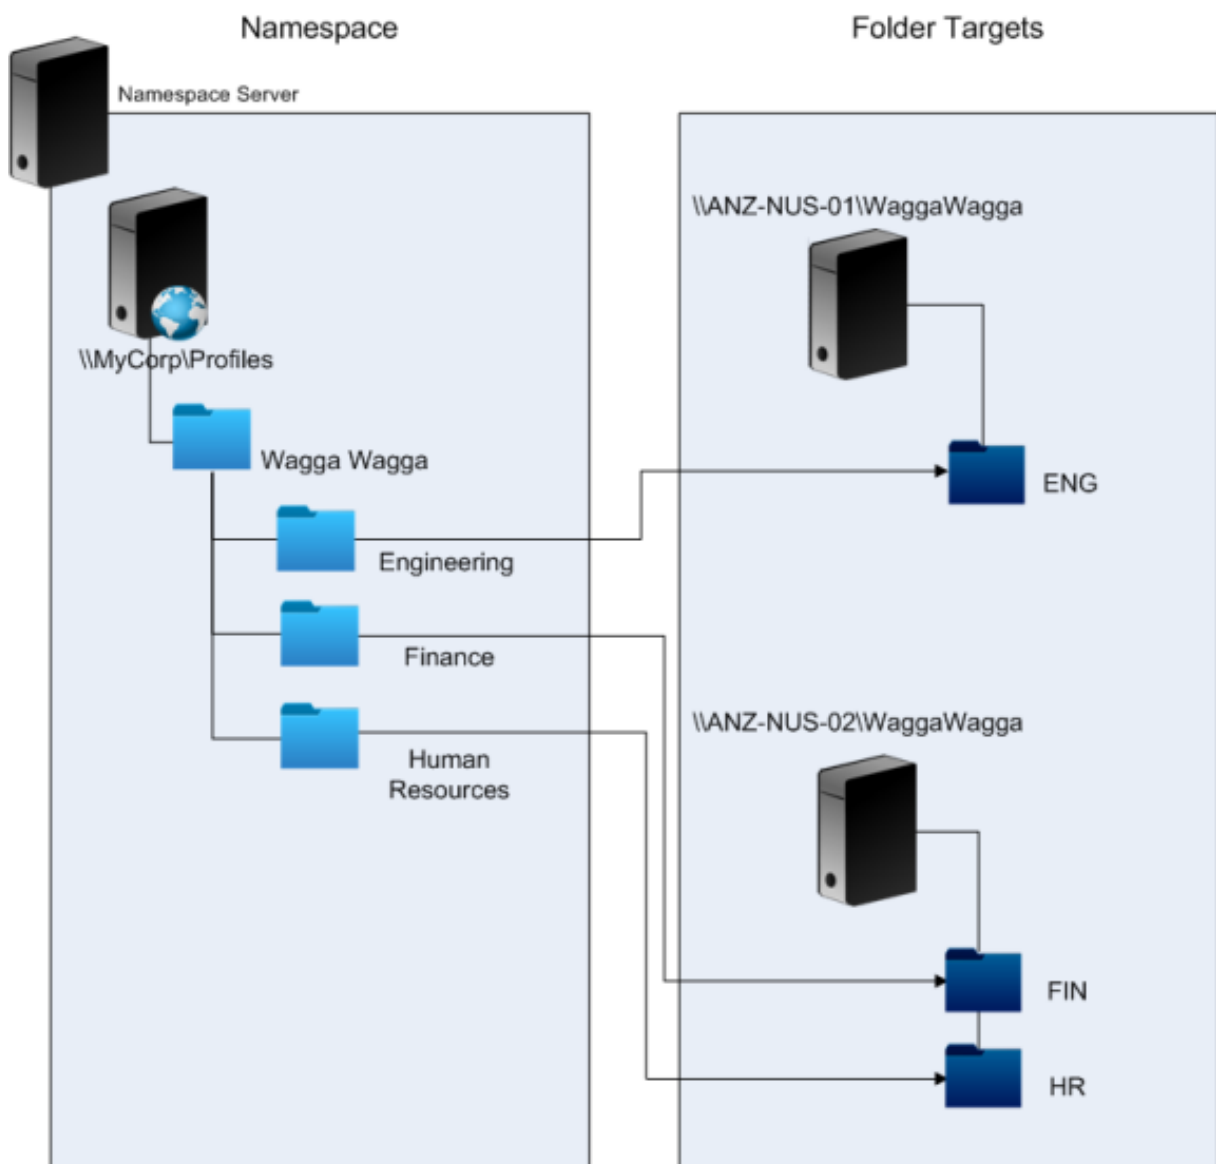 Namespace
Folder Targets
Namespace Server
\\MyCorp\Profiles
Wagga Wagga
Engineering
Finance
Human
Resources
\\ANZ-NUS-01\WaggaWagga
ENG
\\ANZ-NUS-02\WaggaWagga
FIN
HR